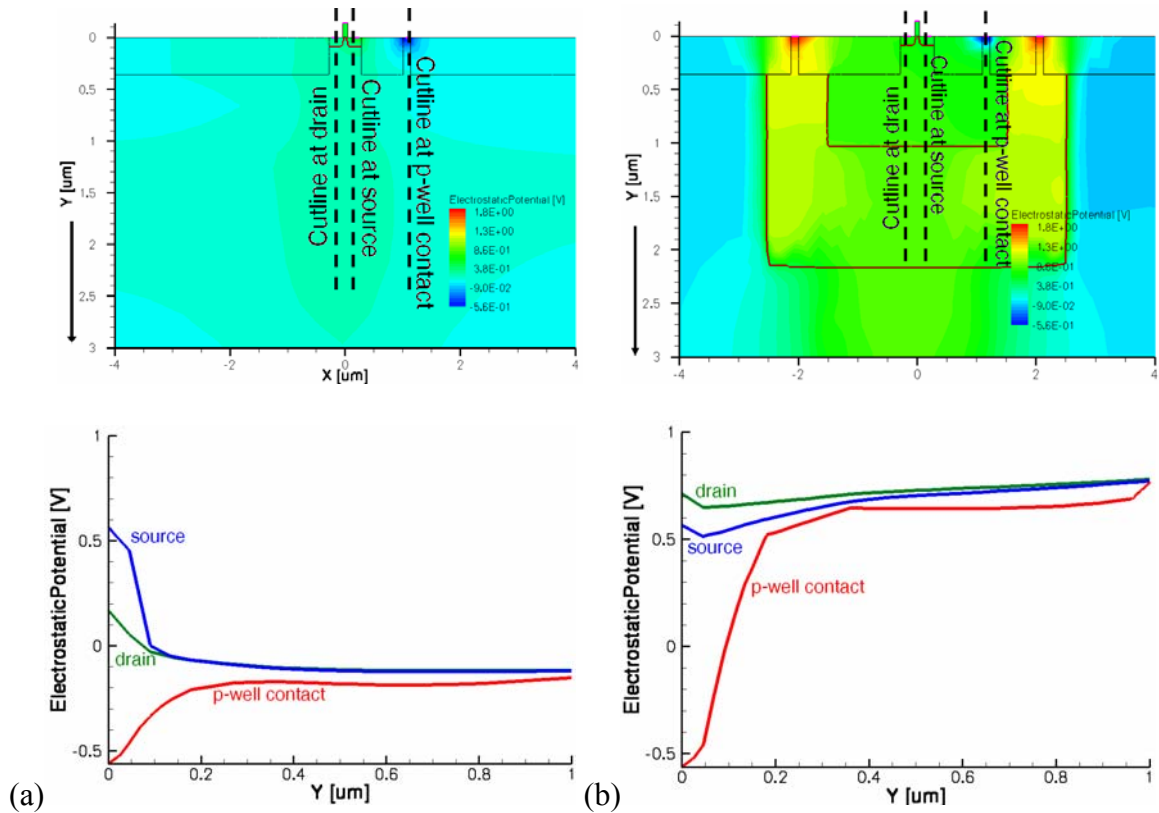 0
0.5
1
1.5
2
2.5
3
Y [um]
-4
-2
0
2
4
X [um]
Cutline at drain
Cutline at source
Cutline at p-well contact
ElectrostaticPotential [V]
1.8E+00
1.3E+00
8.6E-01
3.8E-01
-9.0E-02
-5.6E-01
0
0.5
1
1.5
2
2.5
3
Y [um]
-4
-2
0
2
4
Cutline at drain
Cutline at source
Cutline at p-well contact
ElectrostaticPotential [V]
1.8E+00
1.3E+00
3.8E-01
-9.0E-02
-5.6E-01
1
0.5
0
-0.5
ElectrostaticPotential [V]
source
drain
p-well contact
0
0.2
0.4
0.6
0.8
1
Y [um]
(a)
1
0.5
0
-0.5
ElectrostaticPotential [V]
drain
source
p-well contact
0
0.2
0.4
0.6
0.8
1
Y [um]
(b)